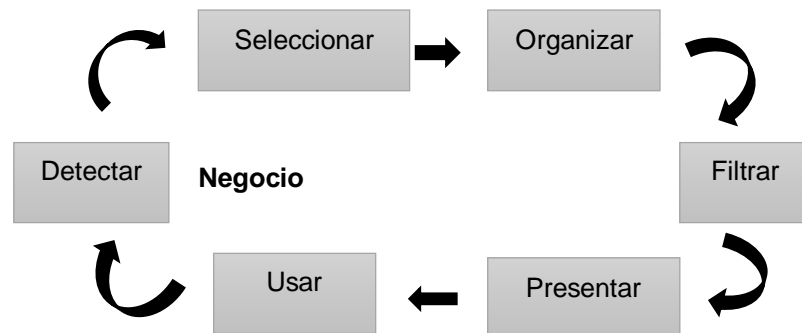 Seleccionar
Organizar
Detectar
Negocio
Filtrar
Usar
Presentar